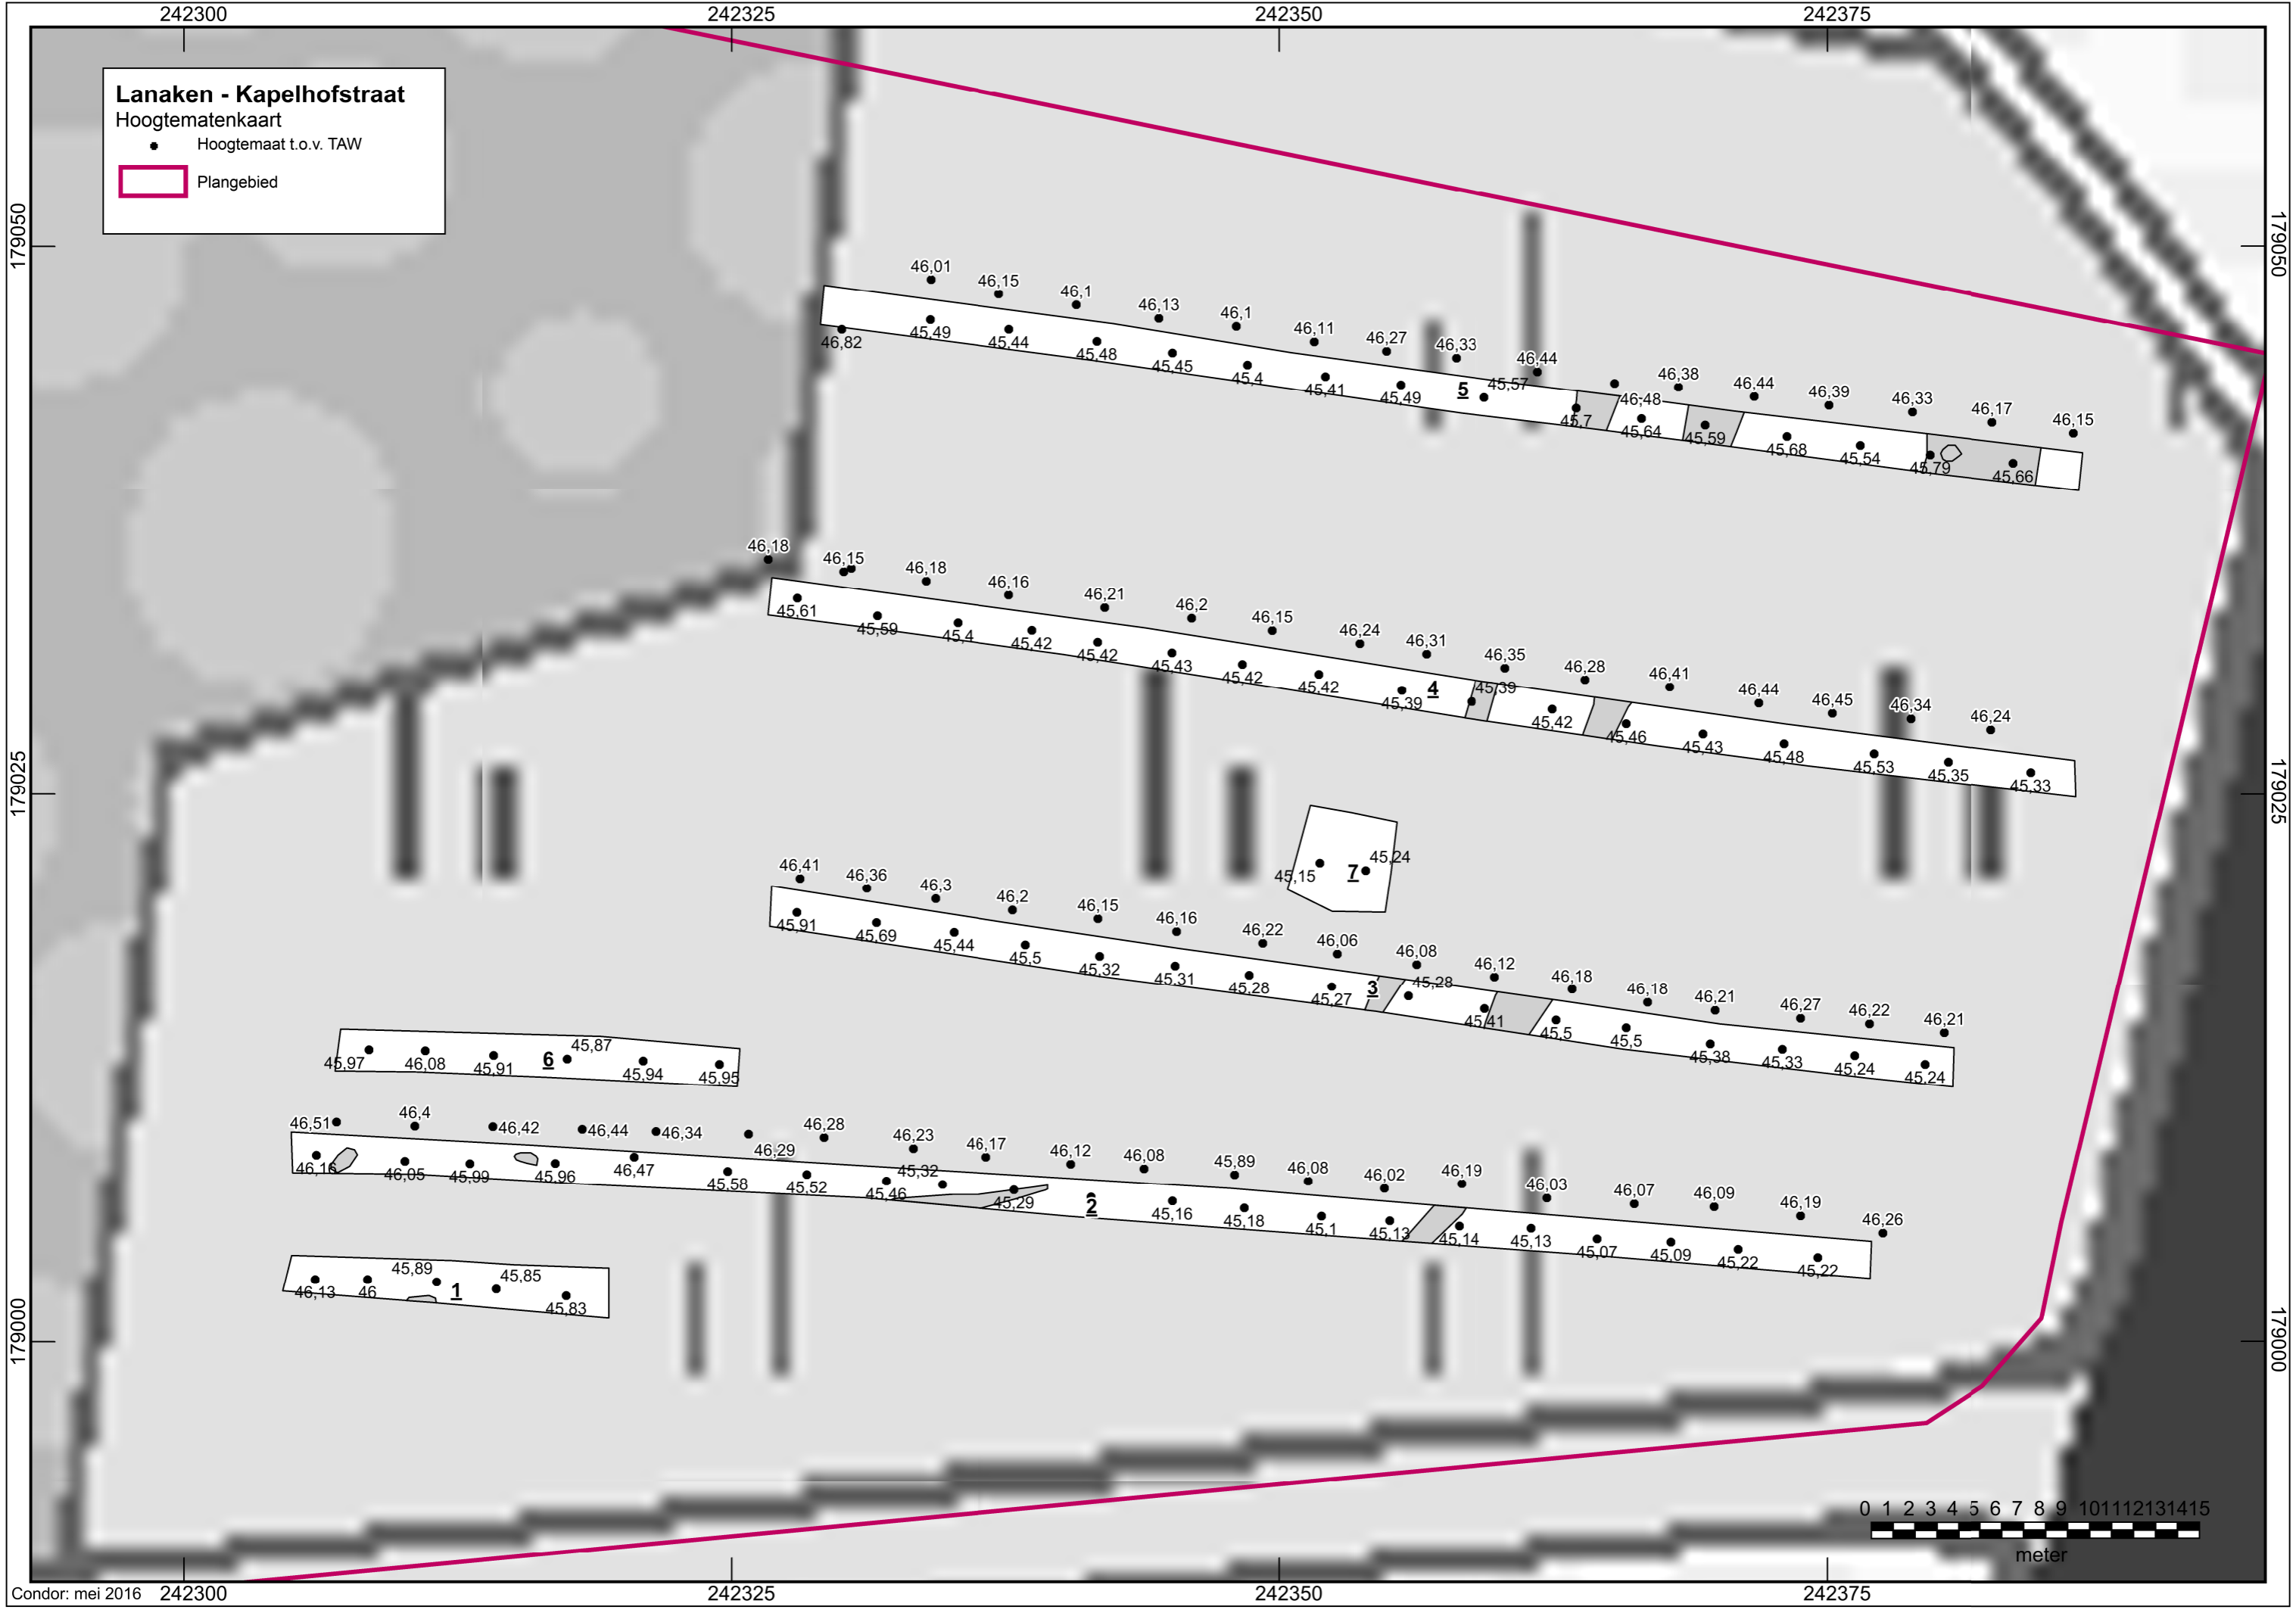 242300 242325 242350 242375
Lanaken - Kapelhofstraat
Hoogtematenkaart
Hoogtemaat t.o.v. TAW
Plangebied
179050 179050
46,01 46,15 46,1 46,13 46,1 46,11 46,27 46,33 46,44 46,38 46,44 46,39 46,33 46,17 46,15
46,82 45,49 45,44 45,48 45,45 45,4 45,41 45,49 5 45,57 45,7 46,48 45,64 45,59 45,68 45,54 45,79 45,66
46,18 46,15 46,18 46,16 46,21 46,2 46,15 46,24 46,31 46,35 46,28 46,41 46,44 46,45 46,34 46,24
45,61 45,59 45,4 45,42 45,42 45,43 45,42 45,42 45,39 4 45,39 45,42 45,46 45,43 45,48 45,53 45,35 45,33
179025 179025
45,15 7 45,24
46,41 46,36 46,3 46,2 46,15 46,16 46,22 46,06 46,08 46,12 46,18 46,18 46,21 46,27 46,22 46,21
45,91 45,69 45,44 45,5 45,32 45,31 45,28 45,27 3 45,28 45,41 45,5 45,5 45,38 45,33 45,24 45,24
45,97 46,08 45,91 6 45,87 45,94 45,95
46,51 46,4 46,42 46,44 46,34 46,29 46,28 46,23 46,17 46,12 46,08 45,89 46,08 46,02 46,19 46,03 46,07 46,09 46,19 46,26
46,16 46,05 45,99 45,96 46,47 45,58 45,52 45,46 45,32 45,29 2 45,16 45,18 45,1 45,13 45,14 45,13 45,07 45,09 45,22 45,22
46,13 46 45,89 1 45,85 45,83
179000 179000
0 1 2 3 4 5 6 7 8 9 10 11 12 13 14 15
meter
Condor: mei 2016
242300 242325 242350 242375